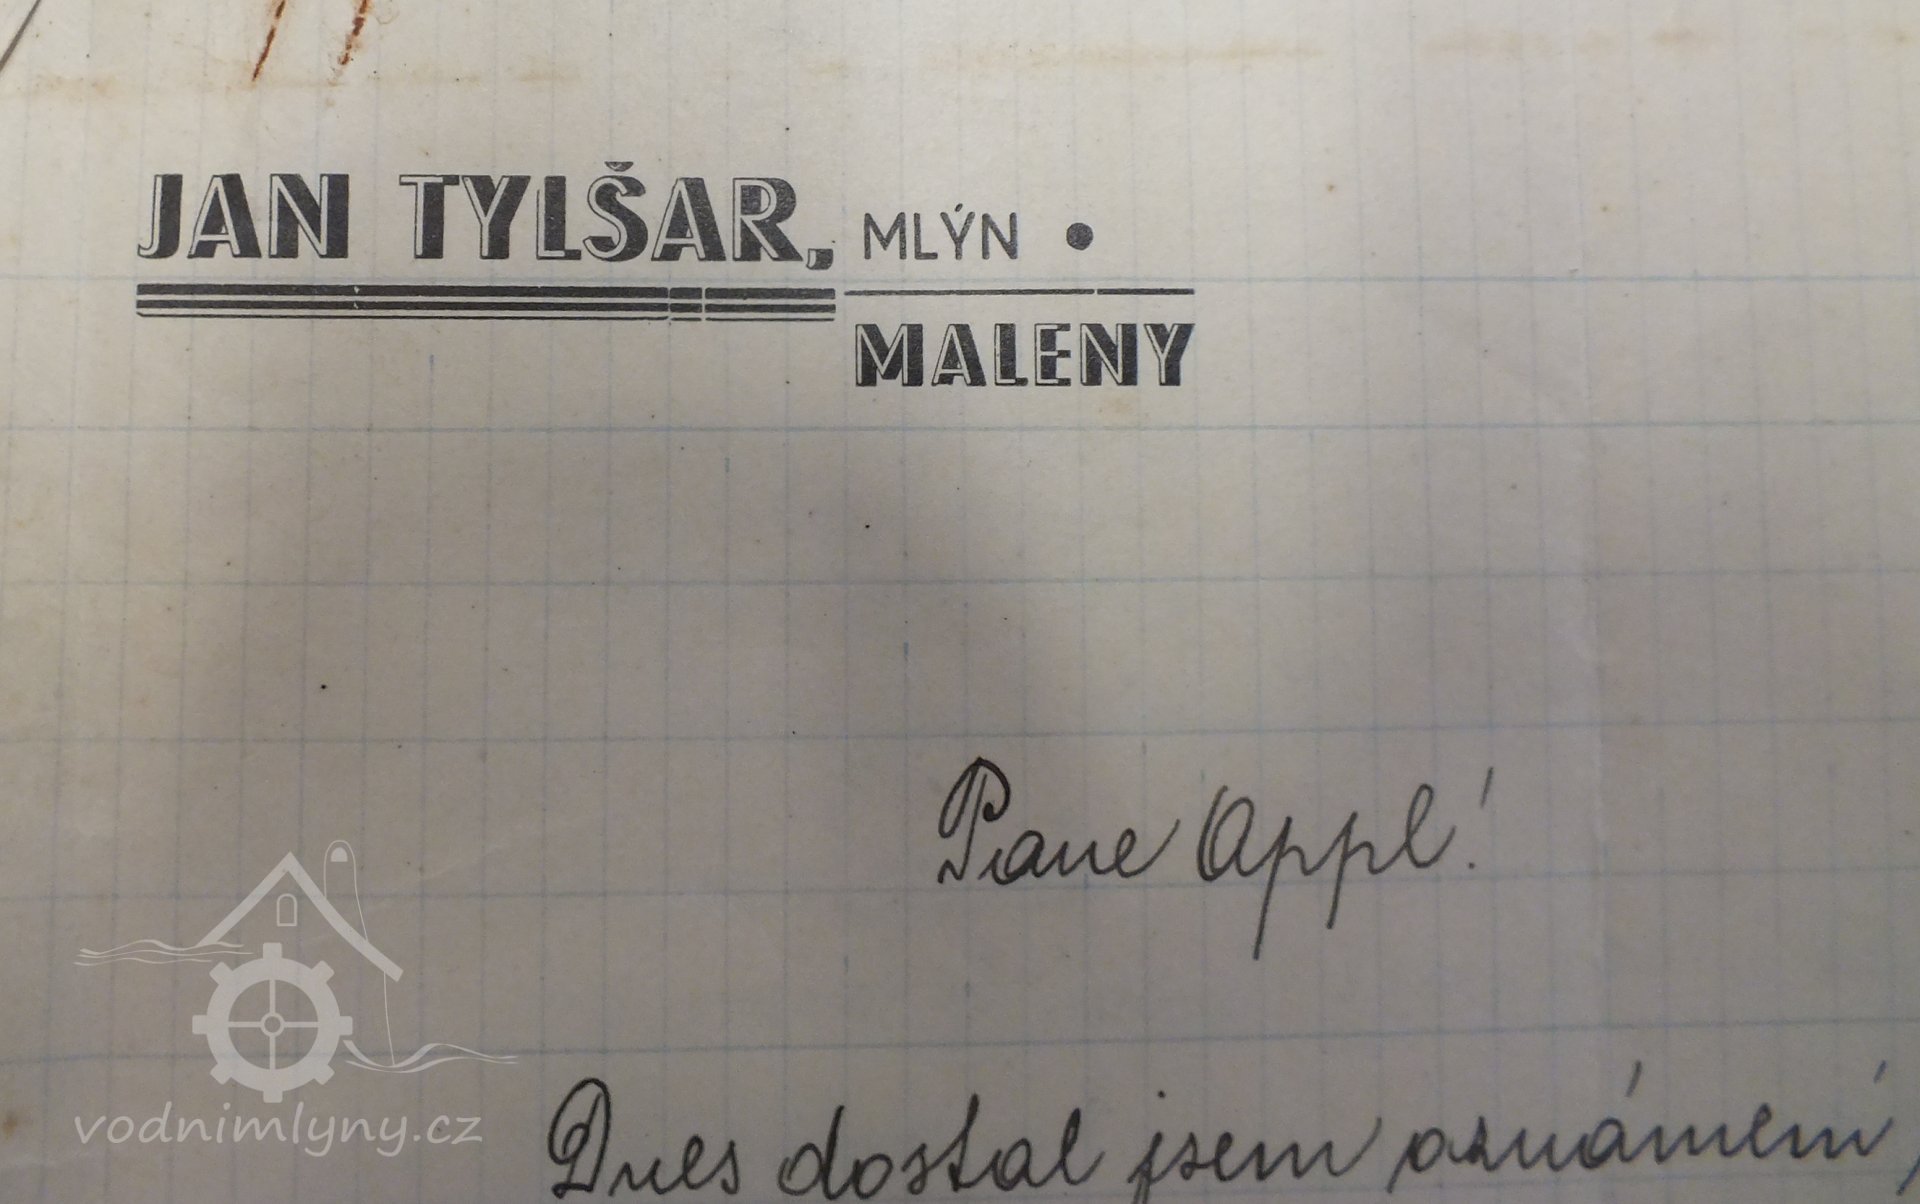 JAN TYLŠAR, MLÝN •
MALENY
Pane Appl!
Dnes dostal jsem oznámení,
vodnimlyny.cz